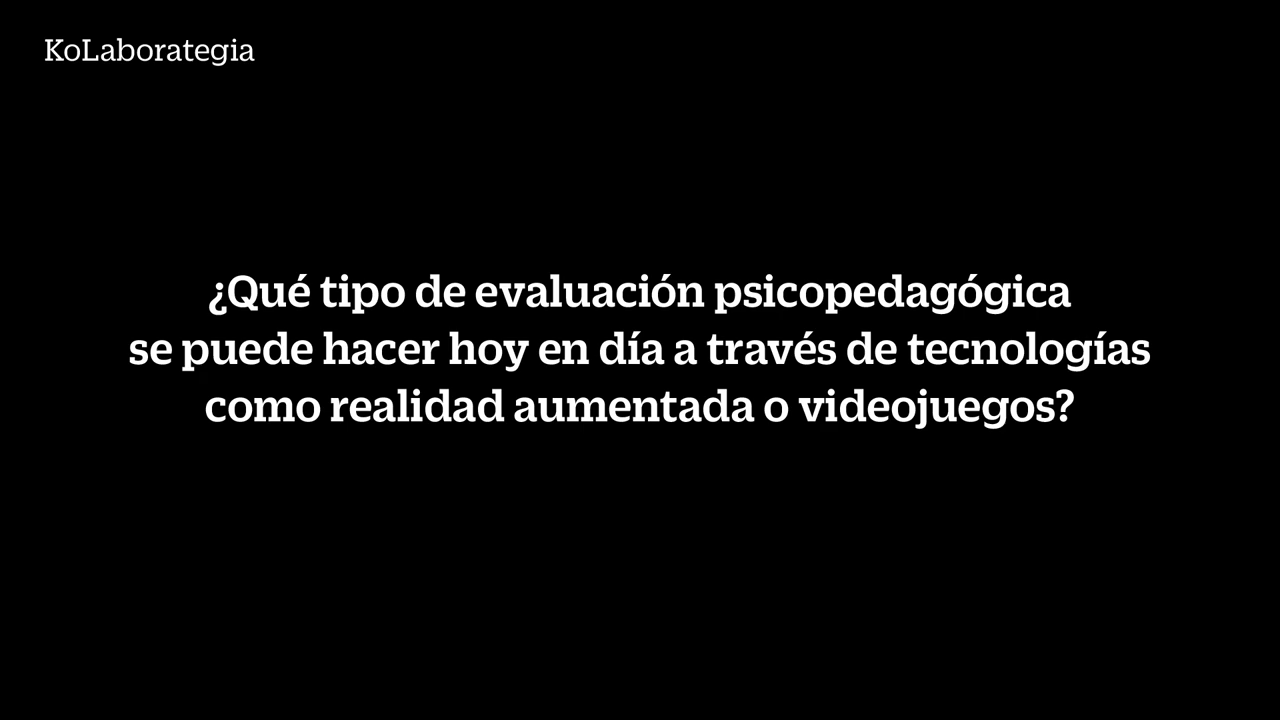 KoLaborategia
¿Qué tipo de evaluación psicopedagógica
se puede hacer hoy en día a través de tecnologías
como realidad aumentada o videojuegos?